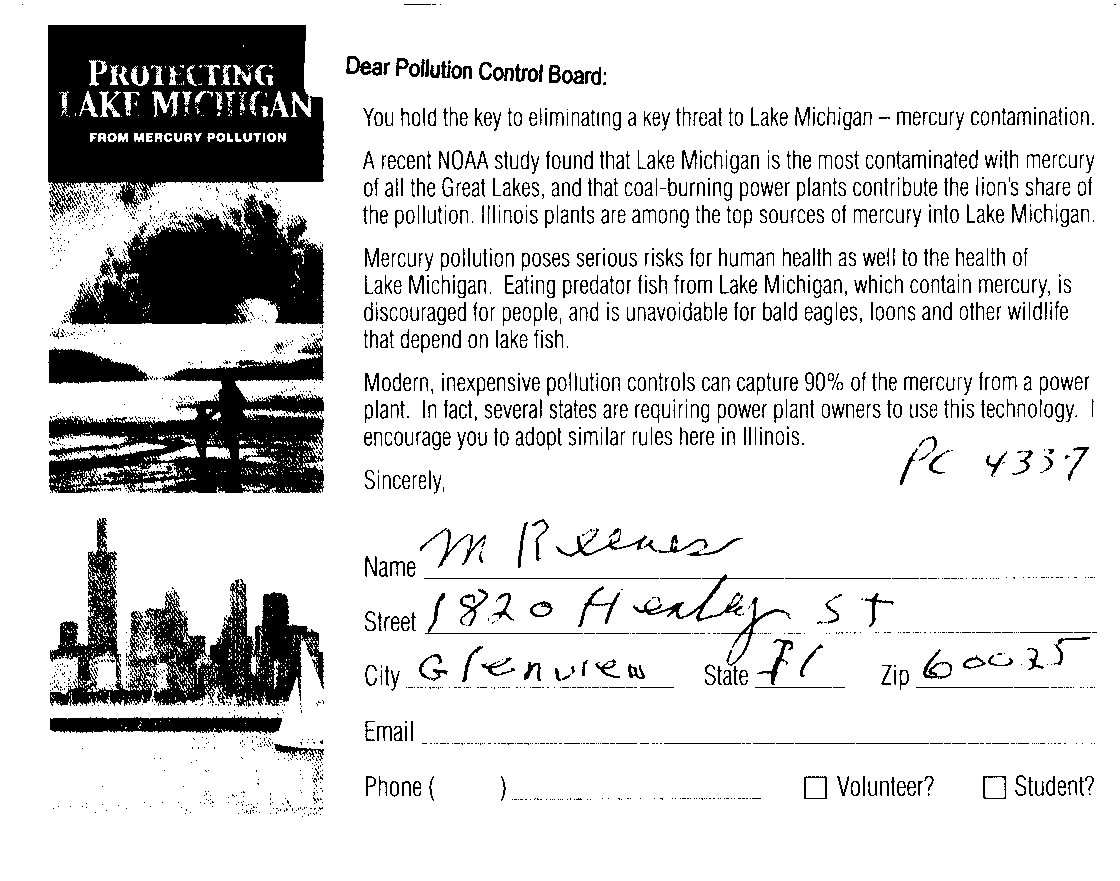 PROTECTING
LAKE MICHIGAN
FROM MERCURY POLLUTION
Dear Pollution Control Board:
You hold the key to eliminating a key threat to Lake Michigan – mercury contamination.
A recent NOAA study found that Lake Michigan is the most contaminated with mercury
of all the Great Lakes, and that coal-burning power plants contribute the lion's share of
the pollution. Illinois plants are among the top sources of mercury into Lake Michigan.
Mercury pollution poses serious risks for human health as well to the health of
Lake Michigan. Eating predator fish from Lake Michigan, which contain mercury, is
discouraged for people, and is unavoidable for bald eagles, loons and other wildlife
that depend on lake fish.
Modern, inexpensive pollution controls can capture 90% of the mercury from a power
plant. In fact, several states are requiring power plant owners to use this technology. I
encourage you to adopt similar rules here in Illinois.
PC 4337
Sincerely,
Name M Reeves
Street 1820 Henley St
City Glenview State Il Zip 60025
Email
Phone ( )
Volunteer? Student?